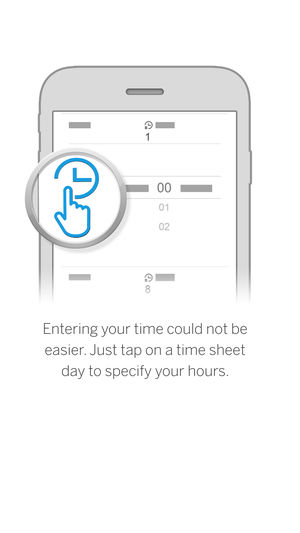 1
00
01
02
8
Entering your time could not be
easier. Just tap on a time sheet
day to specify your hours.